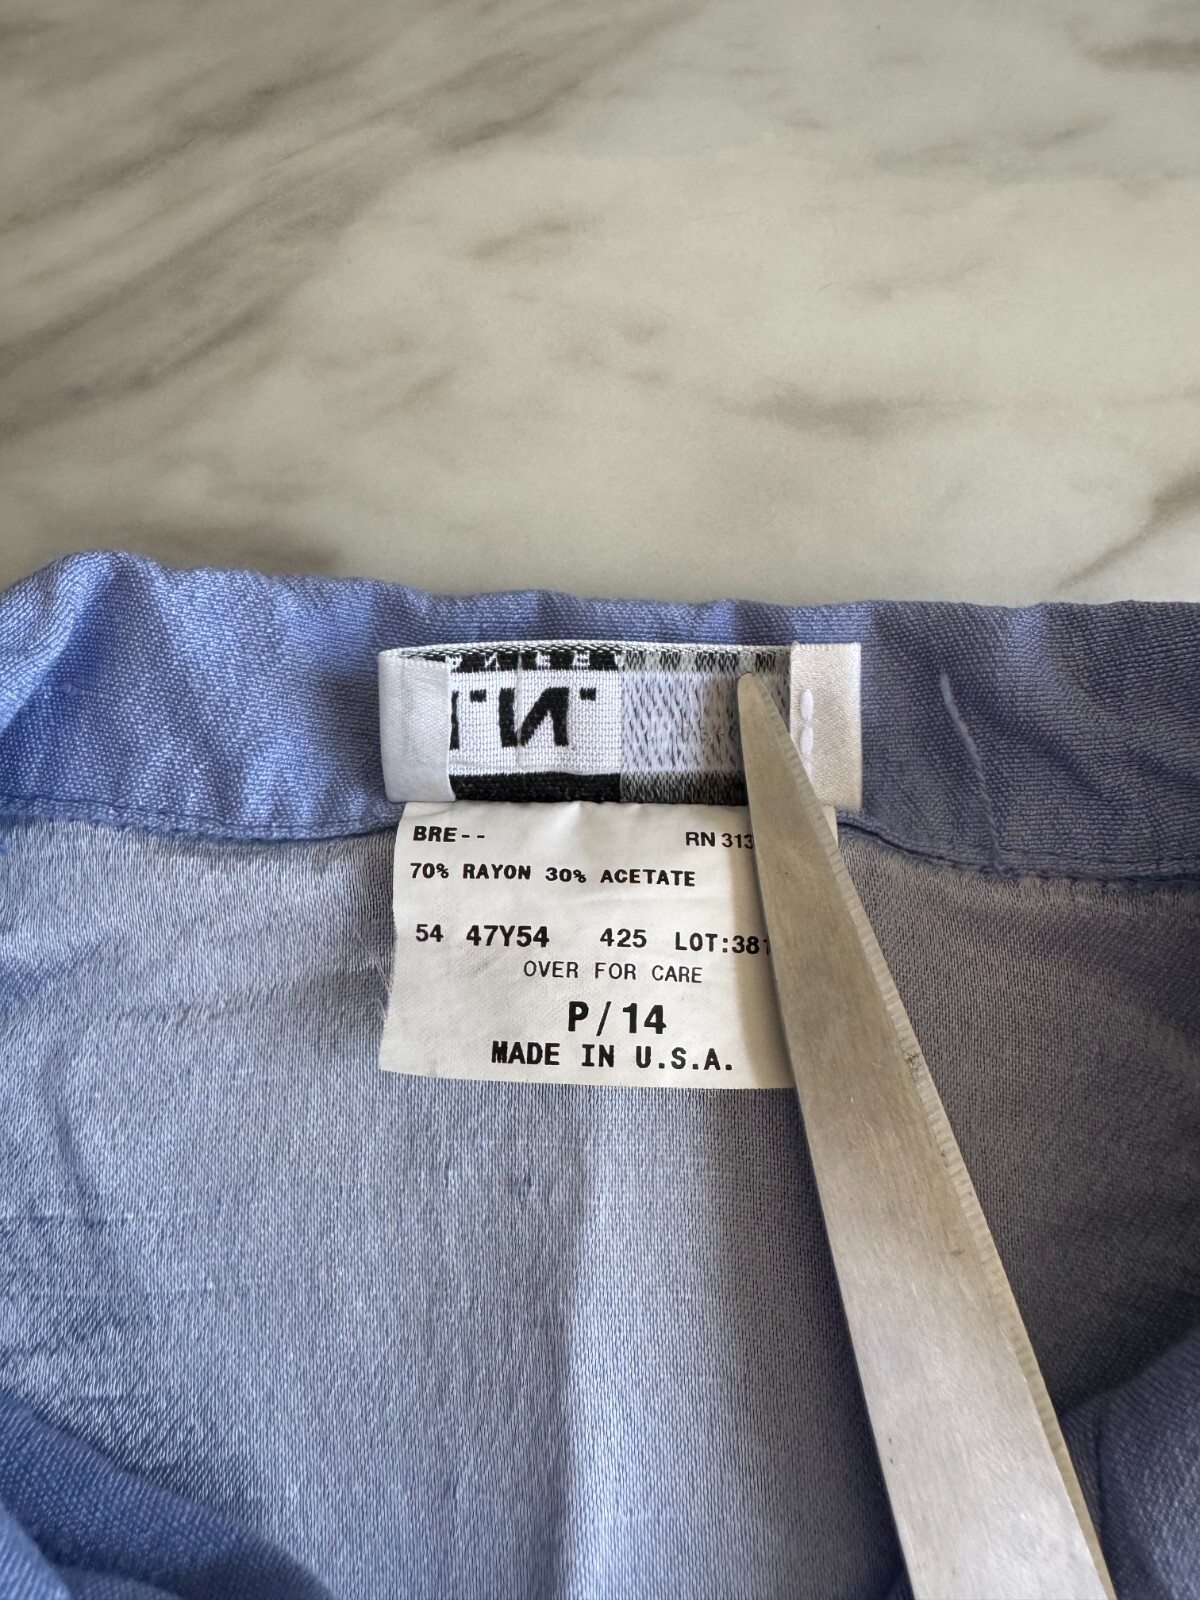 .N.
BRE-- RN 313
70% RAYON 30% ACETATE
54 47Y54 425 LOT:381
OVER FOR CARE
P/14
MADE IN U.S.A.